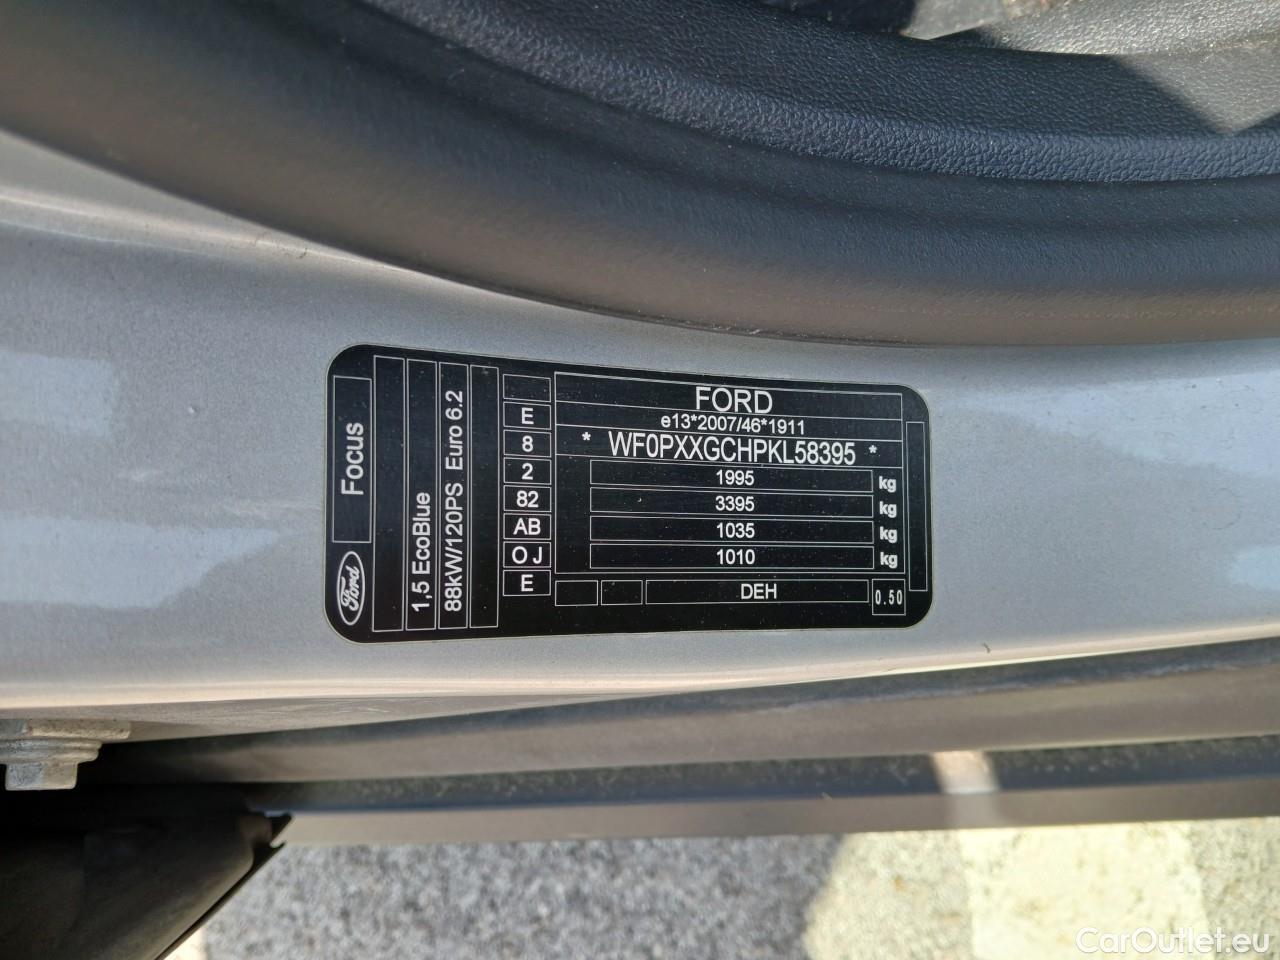 FORD
e13*2007/46*1911
* WF0PXXGCHPKL58395 *
1995 kg
3395 kg
1035 kg
1010 kg
DEH
0.50
E
8
2
82
AB
OJ
E
Focus
Ford
1,5 EcoBlue
88kW/120PS Euro 6.2
CarOutlet.eu